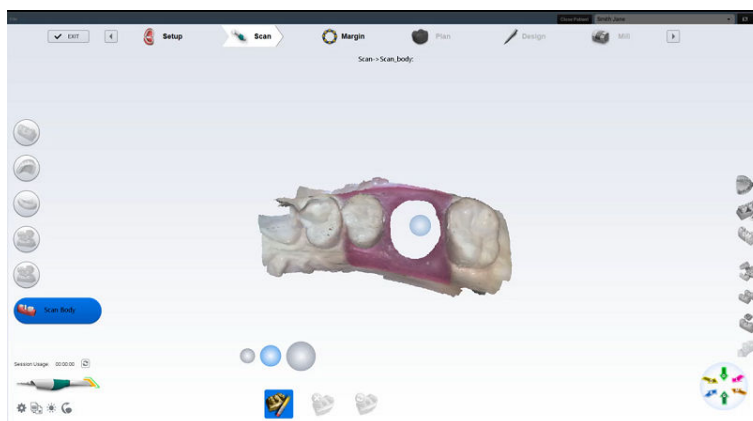 Close Patient Smith Jane
EXIT Setup Scan Margin Plan Design Mill
Scan->Scan_body:
Scan Body
Session Usage: 00:00:00